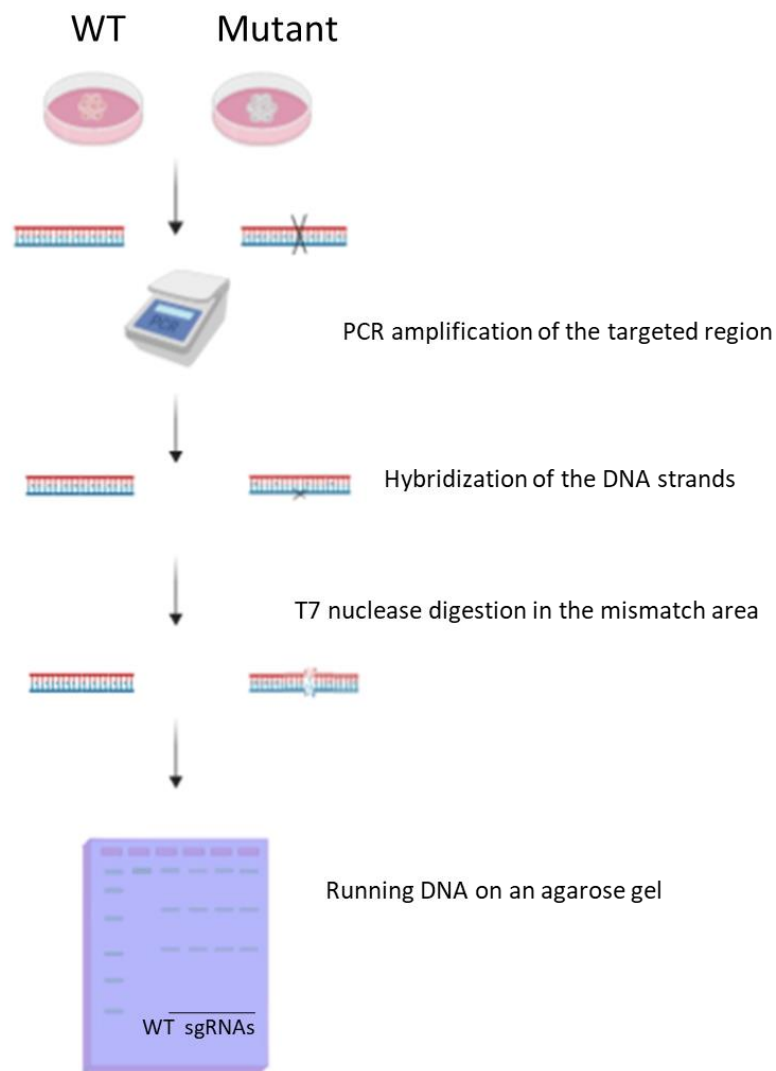 WT Mutant
PCR
PCR amplification of the targeted region
Hybridization of the DNA strands
T7 nuclease digestion in the mismatch area
Running DNA on an agarose gel
WT sgRNAs